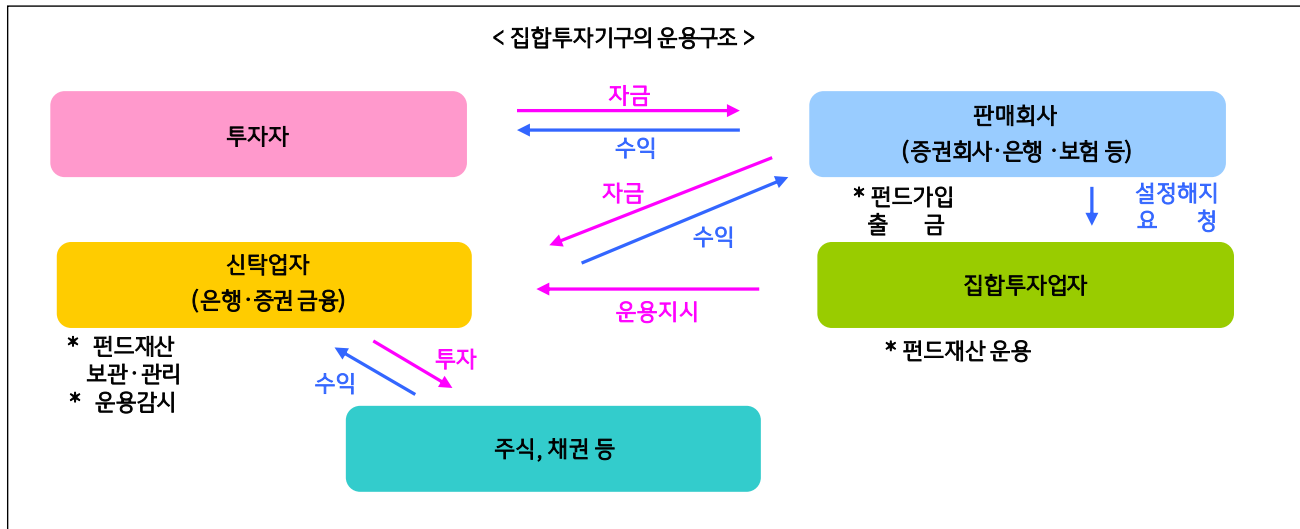 < 집합투자기구의 운용구조 >
투자자
자금
수익
판매회사
(증권회사·은행 ·보험 등)
자금
수익
* 펀드가입
출 금
설정해지
요 청
신탁업자
(은행·증권 금융)
운용지시
집합투자업자
* 펀드재산
보관·관리
* 운용감시
수익
투자
* 펀드재산 운용
주식, 채권 등